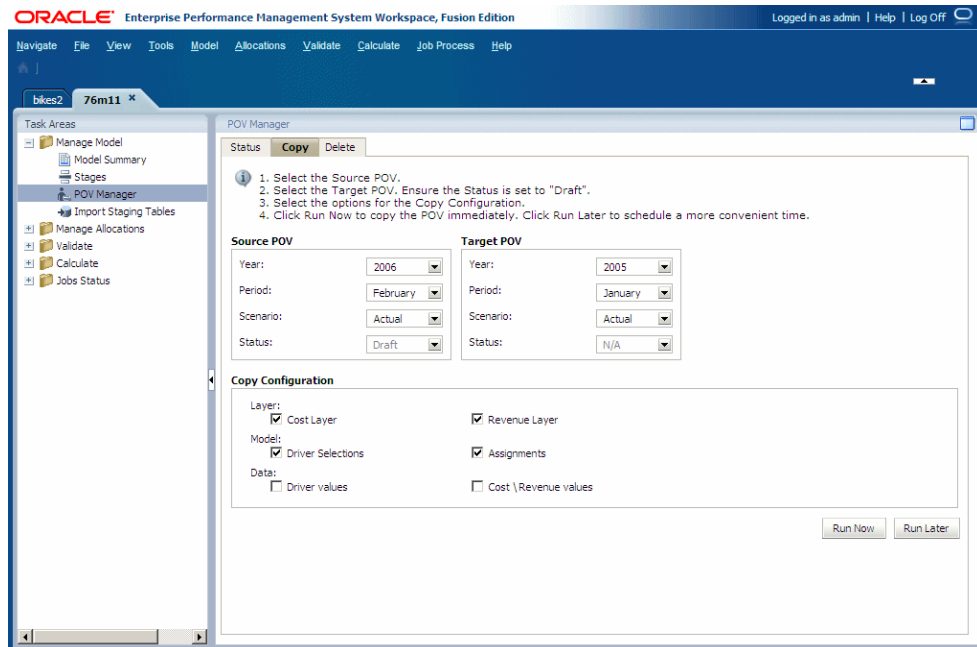 ORACLE Enterprise Performance Management System Workspace, Fusion Edition Logged in as admin | Help | Log Off
Navigate File View Tools Model Allocations Validate Calculate Job Process Help
bikes2 76m11 ×
Task Areas
Manage Model
Model Summary
Stages
POV Manager
Import Staging Tables
Manage Allocations
Validate
Calculate
Jobs Status
POV Manager
Status Copy Delete
1. Select the Source POV.
2. Select the Target POV. Ensure the Status is set to "Draft".
3. Select the options for the Copy Configuration.
4. Click Run Now to copy the POV immediately. Click Run Later to schedule a more convenient time.
Source POV
Year: 2006
Period: February
Scenario: Actual
Status: Draft
Target POV
Year: 2005
Period: January
Scenario: Actual
Status: N/A
Copy Configuration
Layer:
Cost Layer Revenue Layer
Model:
Driver Selections Assignments
Data:
Driver values Cost \ Revenue values
Run Now Run Later